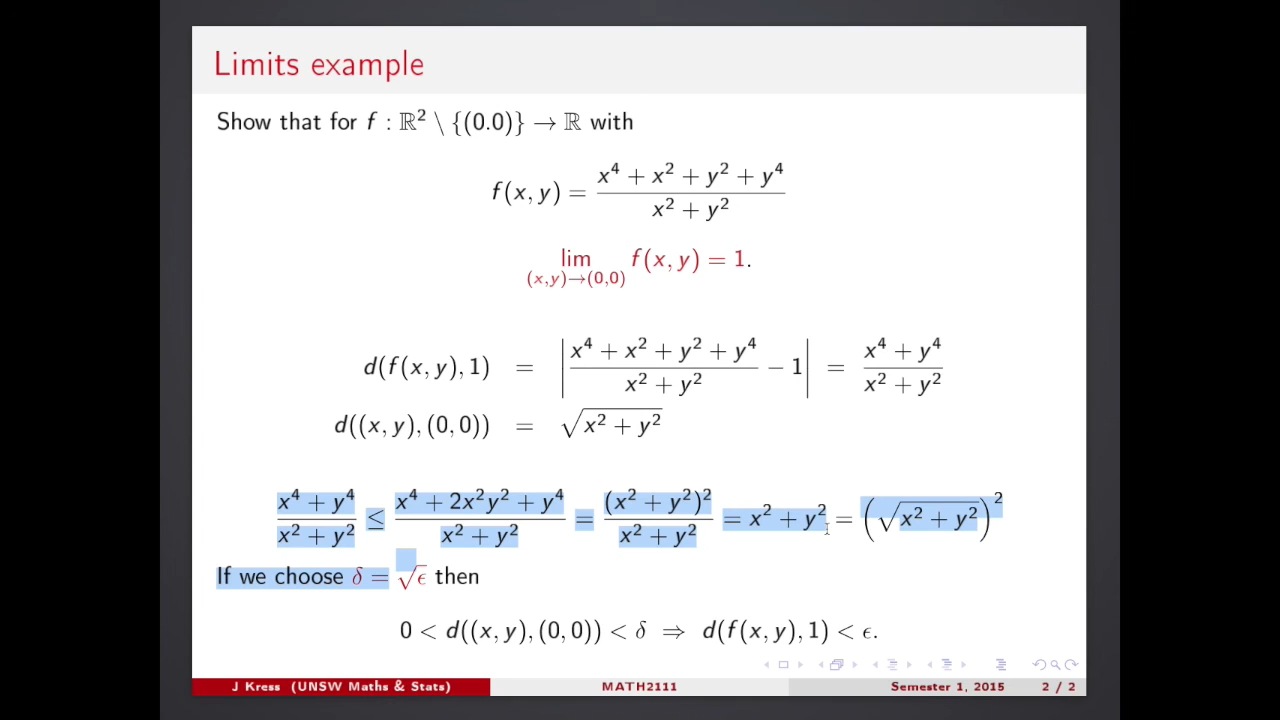 Limits example
Show that for f : ℝ² \ {(0.0)} → ℝ with
f(x, y) = (x⁴ + x² + y² + y⁴) / (x² + y²)
lim_{(x,y)→(0,0)} f(x, y) = 1.
d(f(x, y), 1) = |(x⁴ + x² + y² + y⁴) / (x² + y²) − 1| = (x⁴ + y⁴) / (x² + y²)
d((x, y), (0, 0)) = √(x² + y²)
(x⁴ + y⁴) / (x² + y²) ≤ (x⁴ + 2x²y² + y⁴) / (x² + y²) = (x² + y²)² / (x² + y²) = x² + y² = (√(x² + y²))²
If we choose δ = √ϵ then
0 < d((x, y), (0, 0)) < δ ⇒ d(f(x, y), 1) < ϵ.
J Kress (UNSW Maths & Stats) MATH2111 Semester 1, 2015 2 / 2